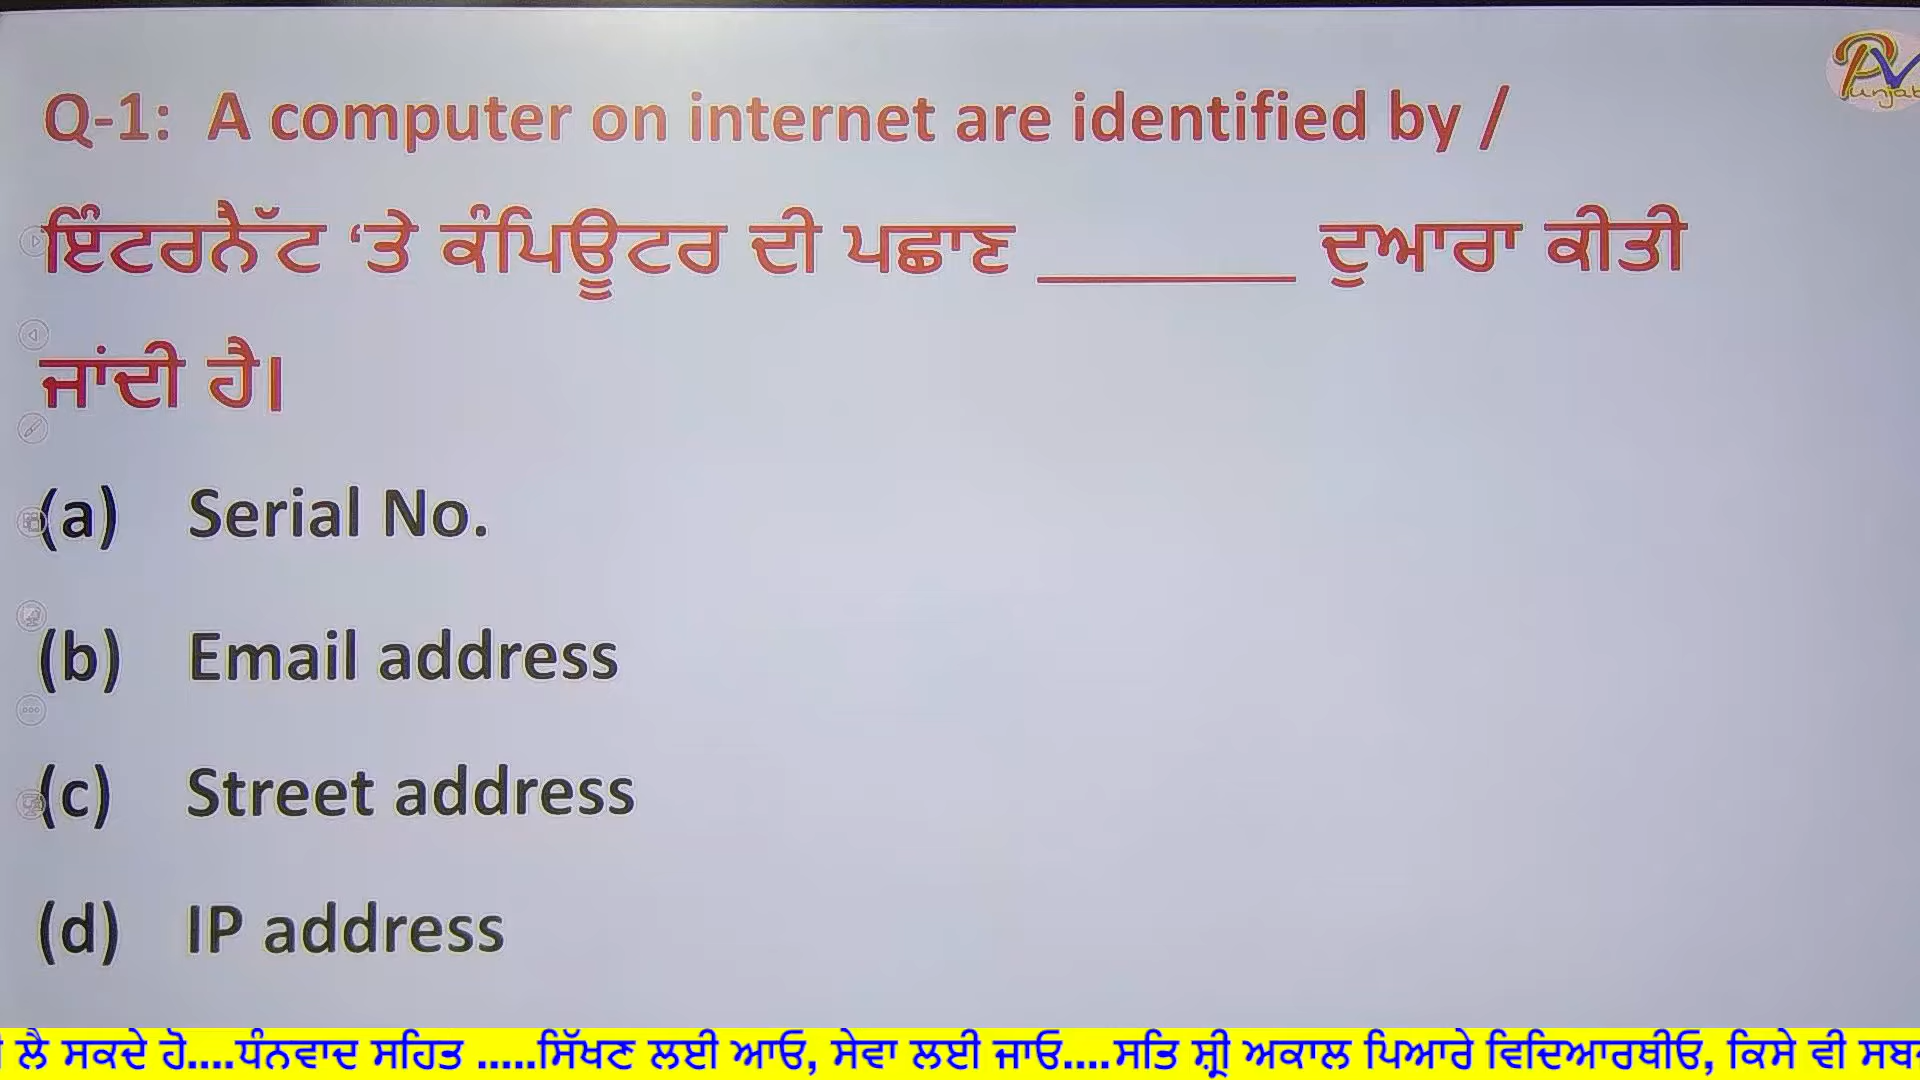 Q-1: A computer on internet are identified by /
ਇੰਟਰਨੈੱਟ ‘ਤੇ ਕੰਪਿਊਟਰ ਦੀ ਪਛਾਣ ________ ਦੁਆਰਾ ਕੀਤੀ
ਜਾਂਦੀ ਹੈ।
(a) Serial No.
(b) Email address
(c) Street address
(d) IP address
ਲੈ ਸਕਦੇ ਹੋ....ਧੰਨਵਾਦ ਸਹਿਤ .....ਸਿੱਖਣ ਲਈ ਆਓ, ਸੇਵਾ ਲਈ ਜਾਓ....ਸਤਿ ਸ਼੍ਰੀ ਅਕਾਲ ਪਿਆਰੇ ਵਿਦਿਆਰਥੀਓ, ਕਿਸੇ ਵੀ